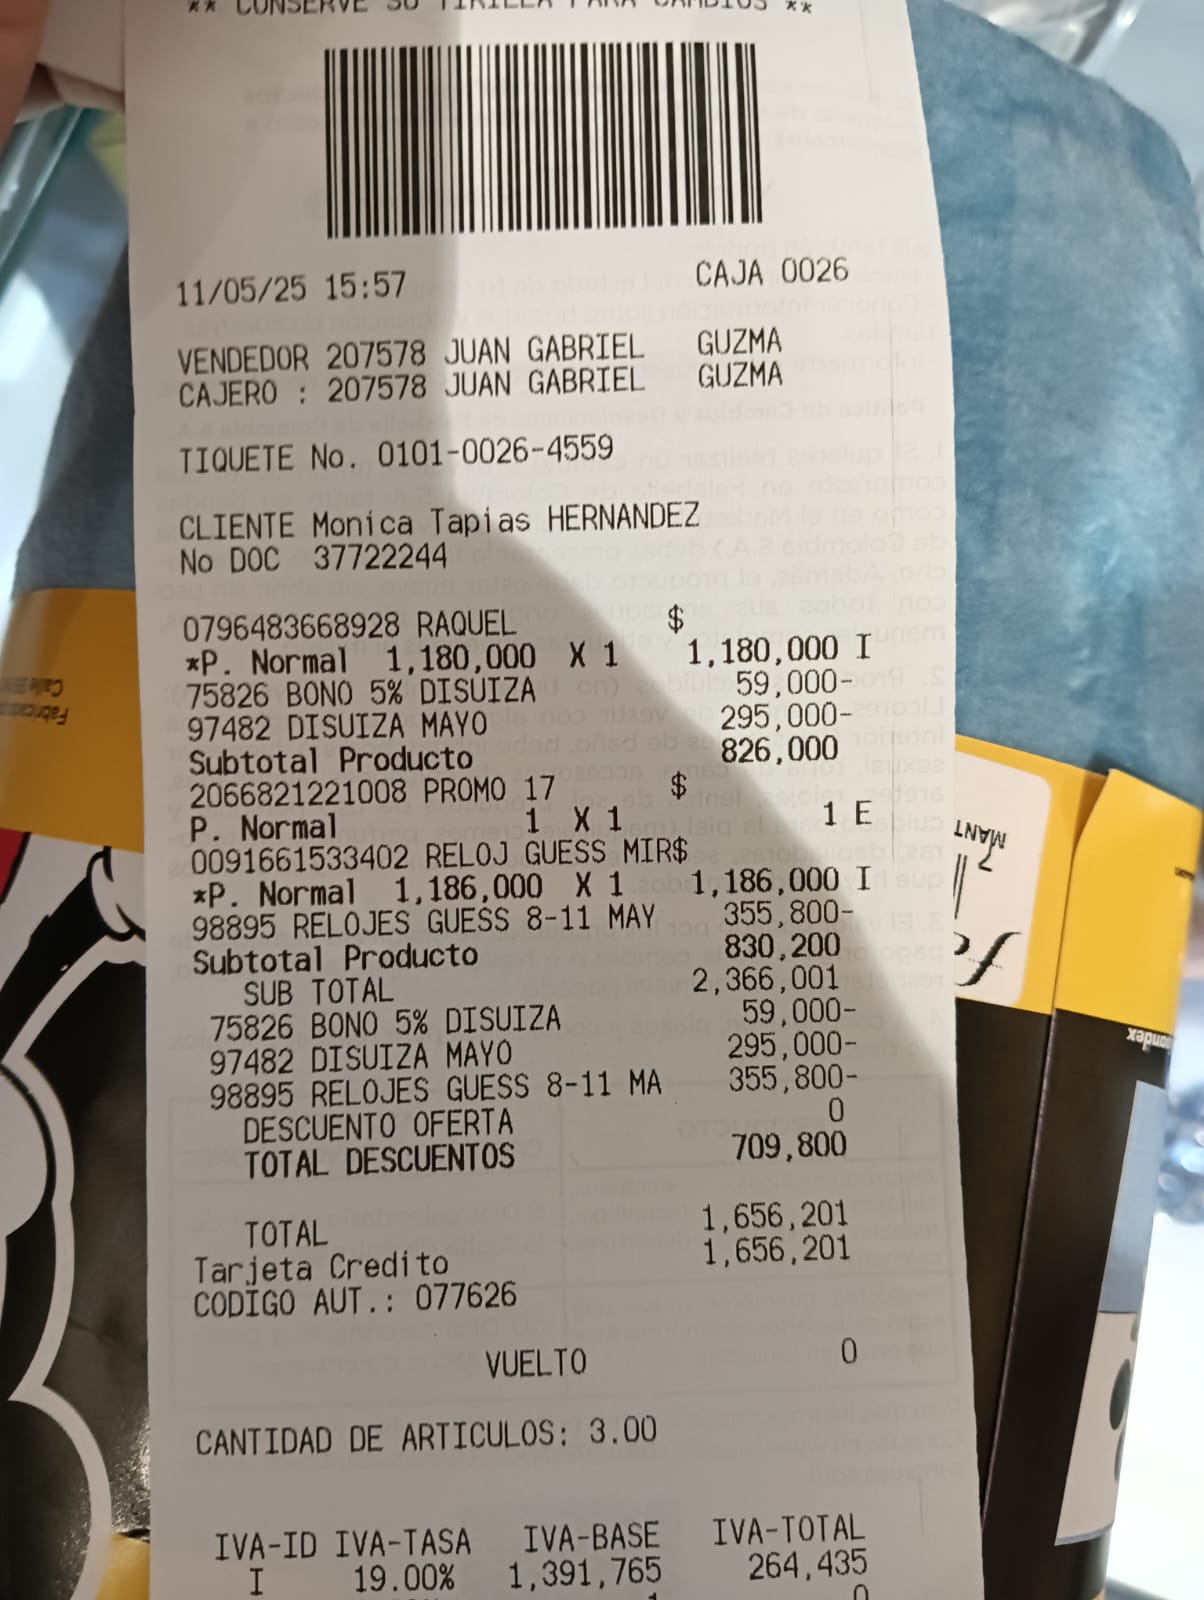 ** CONSERVE SU TIRILLA PARA CAMBIOS **
11/05/25 15:57 CAJA 0026
VENDEDOR 207578 JUAN GABRIEL GUZMA
CAJERO : 207578 JUAN GABRIEL GUZMA
TIQUETE No. 0101-0026-4559
CLIENTE Monica Tapias HERNANDEZ
No DOC 37722244
0796483668928 RAQUEL $
*P. Normal 1,180,000 X 1 1,180,000 I
75826 BONO 5% DISUIZA 59,000-
97482 DISUIZA MAYO 295,000-
Subtotal Producto 826,000
2066821221008 PROMO 17 $
P. Normal 1 X 1 1 E
0091661533402 RELOJ GUESS MIR$
*P. Normal 1,186,000 X 1 1,186,000 I
98895 RELOJES GUESS 8-11 MAY 355,800-
Subtotal Producto 830,200
SUB TOTAL 2,366,001
75826 BONO 5% DISUIZA 59,000-
97482 DISUIZA MAYO 295,000-
98895 RELOJES GUESS 8-11 MA 355,800-
DESCUENTO OFERTA 0
TOTAL DESCUENTOS 709,800
TOTAL 1,656,201
Tarjeta Credito 1,656,201
CODIGO AUT.: 077626
VUELTO 0
CANTIDAD DE ARTICULOS: 3.00
IVA-ID IVA-TASA IVA-BASE IVA-TOTAL
I 19.00% 1,391,765 264,435